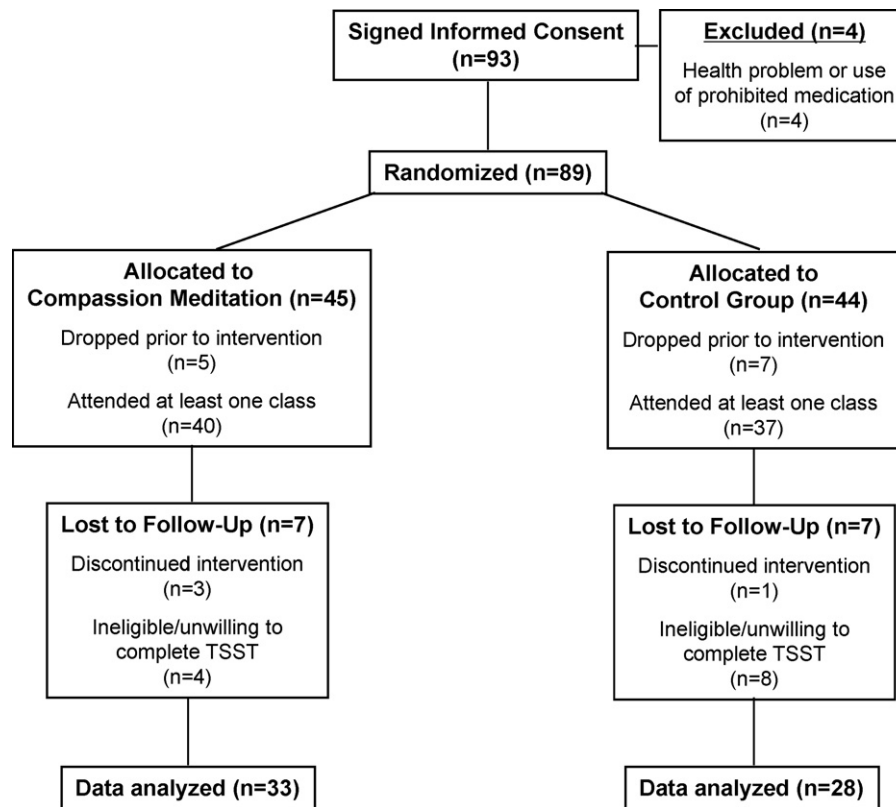 Signed Informed Consent
(n=93)
Excluded (n=4)
Health problem or use
of prohibited medication
(n=4)
Randomized (n=89)
Allocated to
Compassion Meditation (n=45)
Dropped prior to intervention
(n=5)
Attended at least one class
(n=40)
Allocated to
Control Group (n=44)
Dropped prior to intervention
(n=7)
Attended at least one class
(n=37)
Lost to Follow-Up (n=7)
Discontinued intervention
(n=3)
Ineligible/unwilling to
complete TSST
(n=4)
Lost to Follow-Up (n=7)
Discontinued intervention
(n=1)
Ineligible/unwilling to
complete TSST
(n=8)
Data analyzed (n=33)
Data analyzed (n=28)